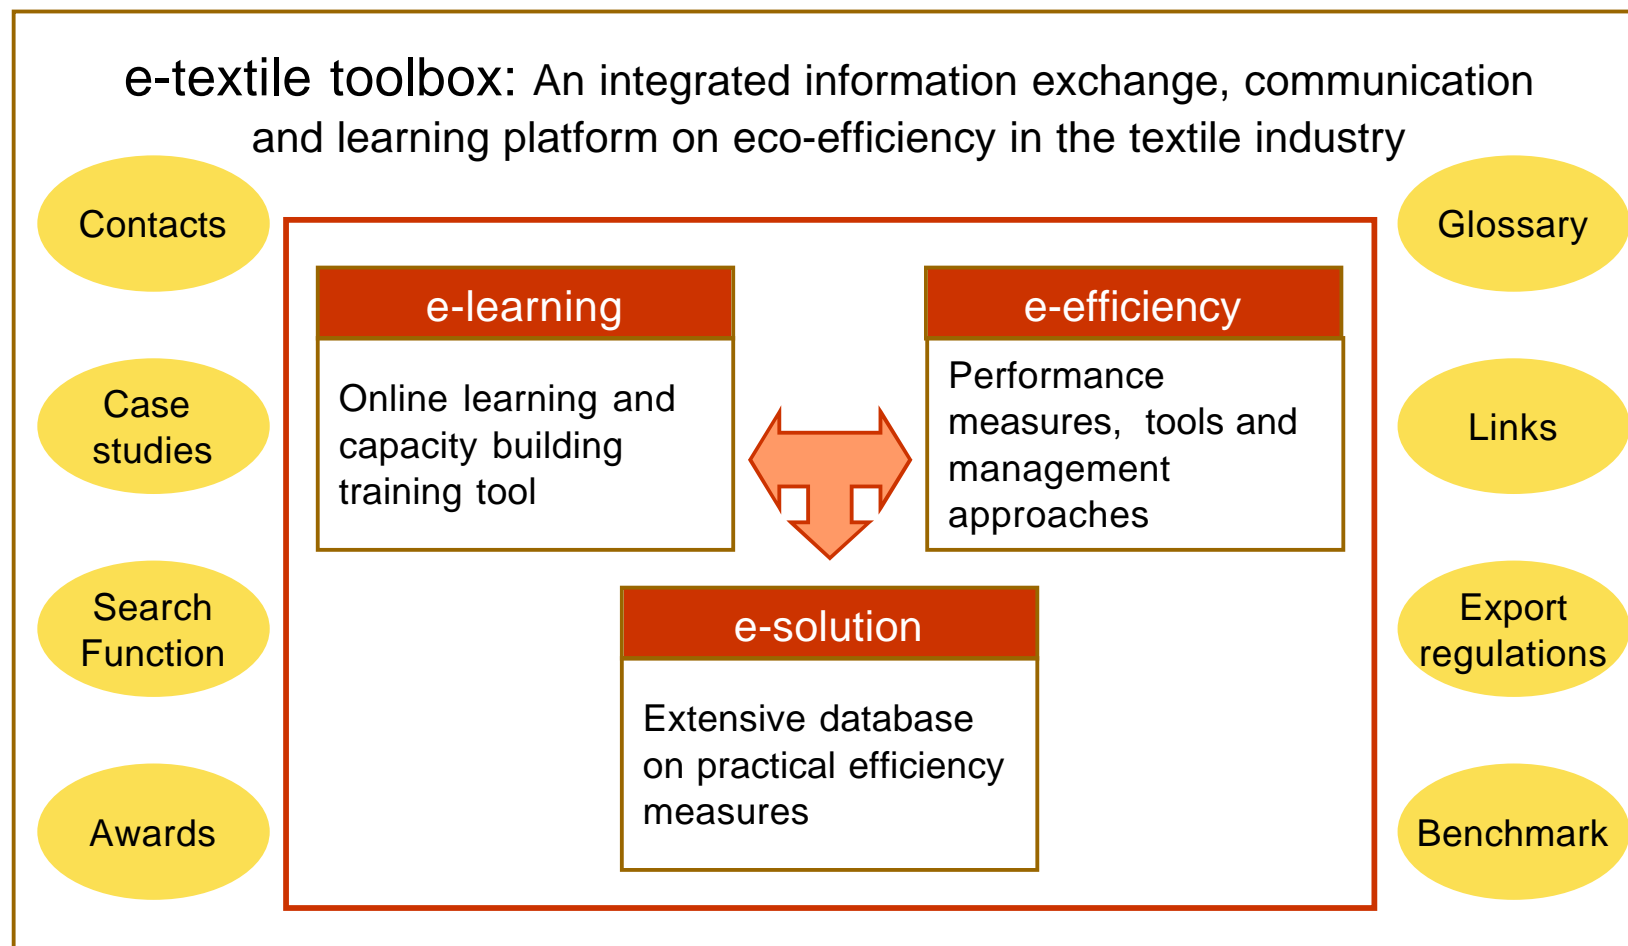 e-textile toolbox: An integrated information exchange, communication
and learning platform on eco-efficiency in the textile industry
Contacts
Case
studies
Search
Function
Awards
e-learning
Online learning and
capacity building
training tool
e-efficiency
Performance
measures, tools and
management
approaches
e-solution
Extensive database
on practical efficiency
measures
Glossary
Links
Export
regulations
Benchmark